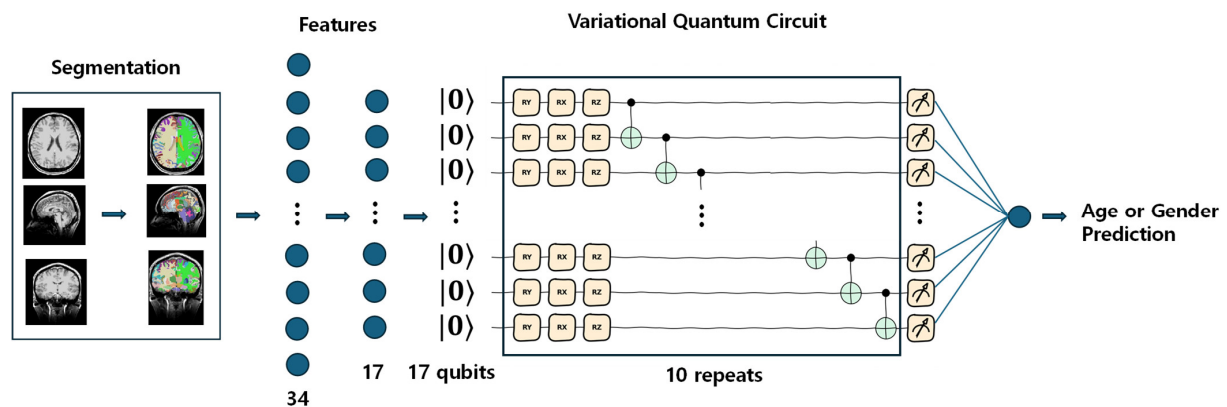 Features
Variational Quantum Circuit
Segmentation
|0⟩ RY RX RZ
|0⟩ RY RX RZ
|0⟩ RY RX RZ
|0⟩ RY RX RZ
|0⟩ RY RX RZ
|0⟩ RY RX RZ
Age or Gender
Prediction
34
17
17 qubits
10 repeats